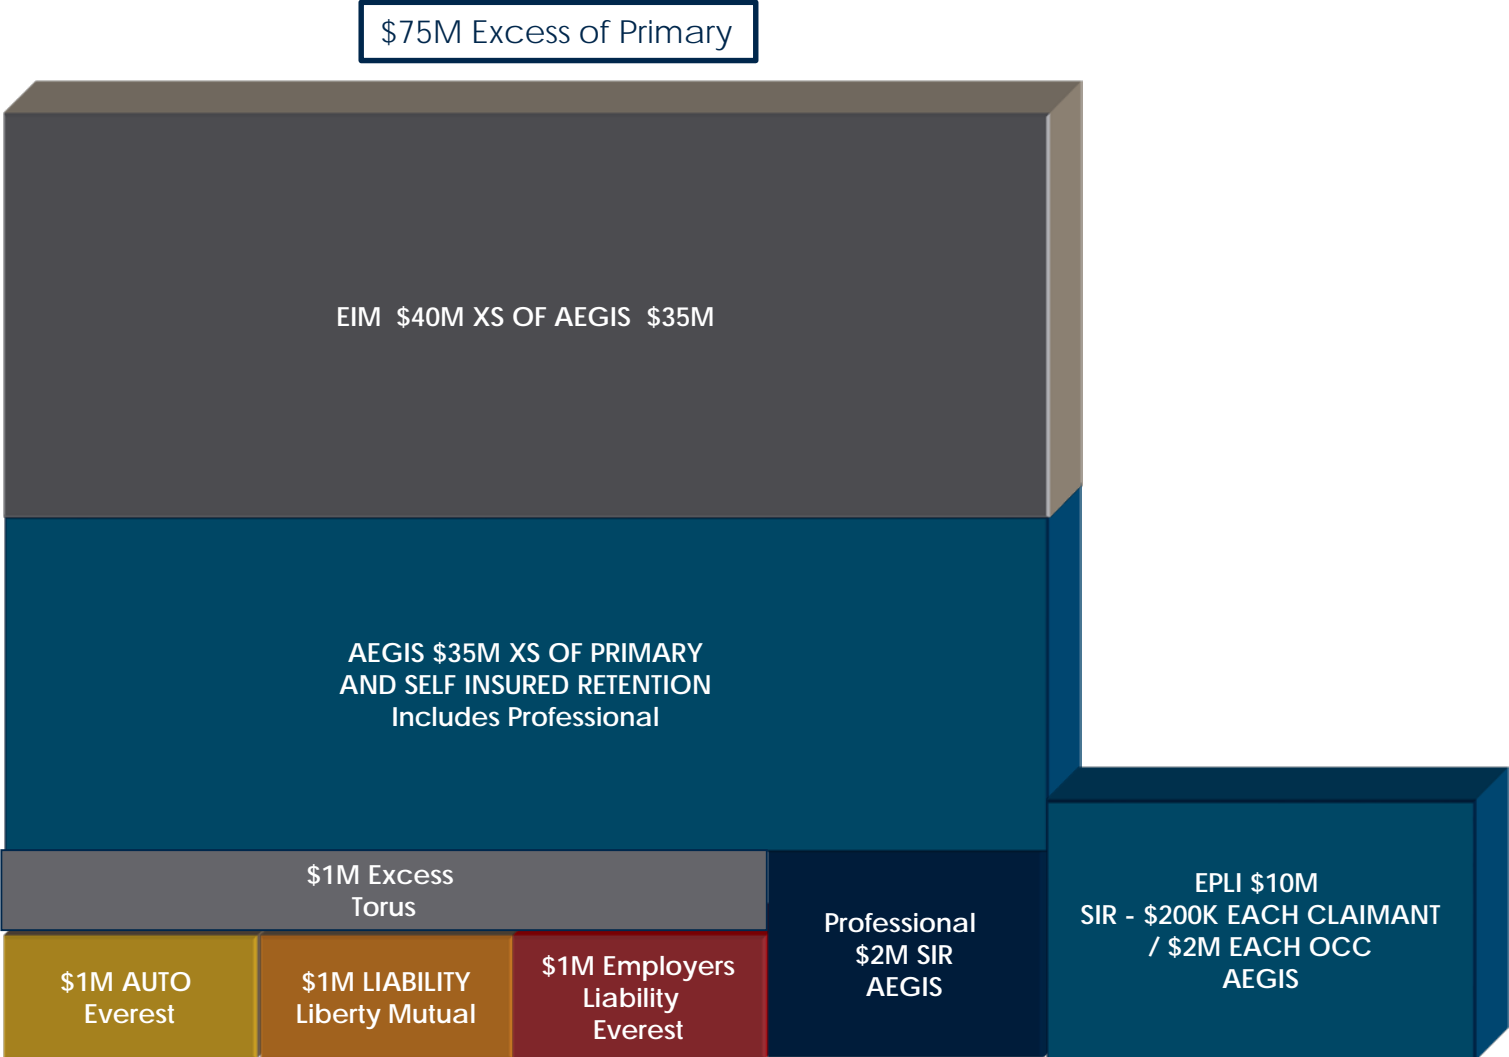 $75M Excess of Primary
EIM $40M XS OF AEGIS $35M
AEGIS $35M XS OF PRIMARY
AND SELF INSURED RETENTION
Includes Professional
$1M Excess
Torus
$1M AUTO
Everest
$1M LIABILITY
Liberty Mutual
$1M Employers
Liability
Everest
Professional
$2M SIR
AEGIS
EPLI $10M
SIR - $200K EACH CLAIMANT
/ $2M EACH OCC
AEGIS